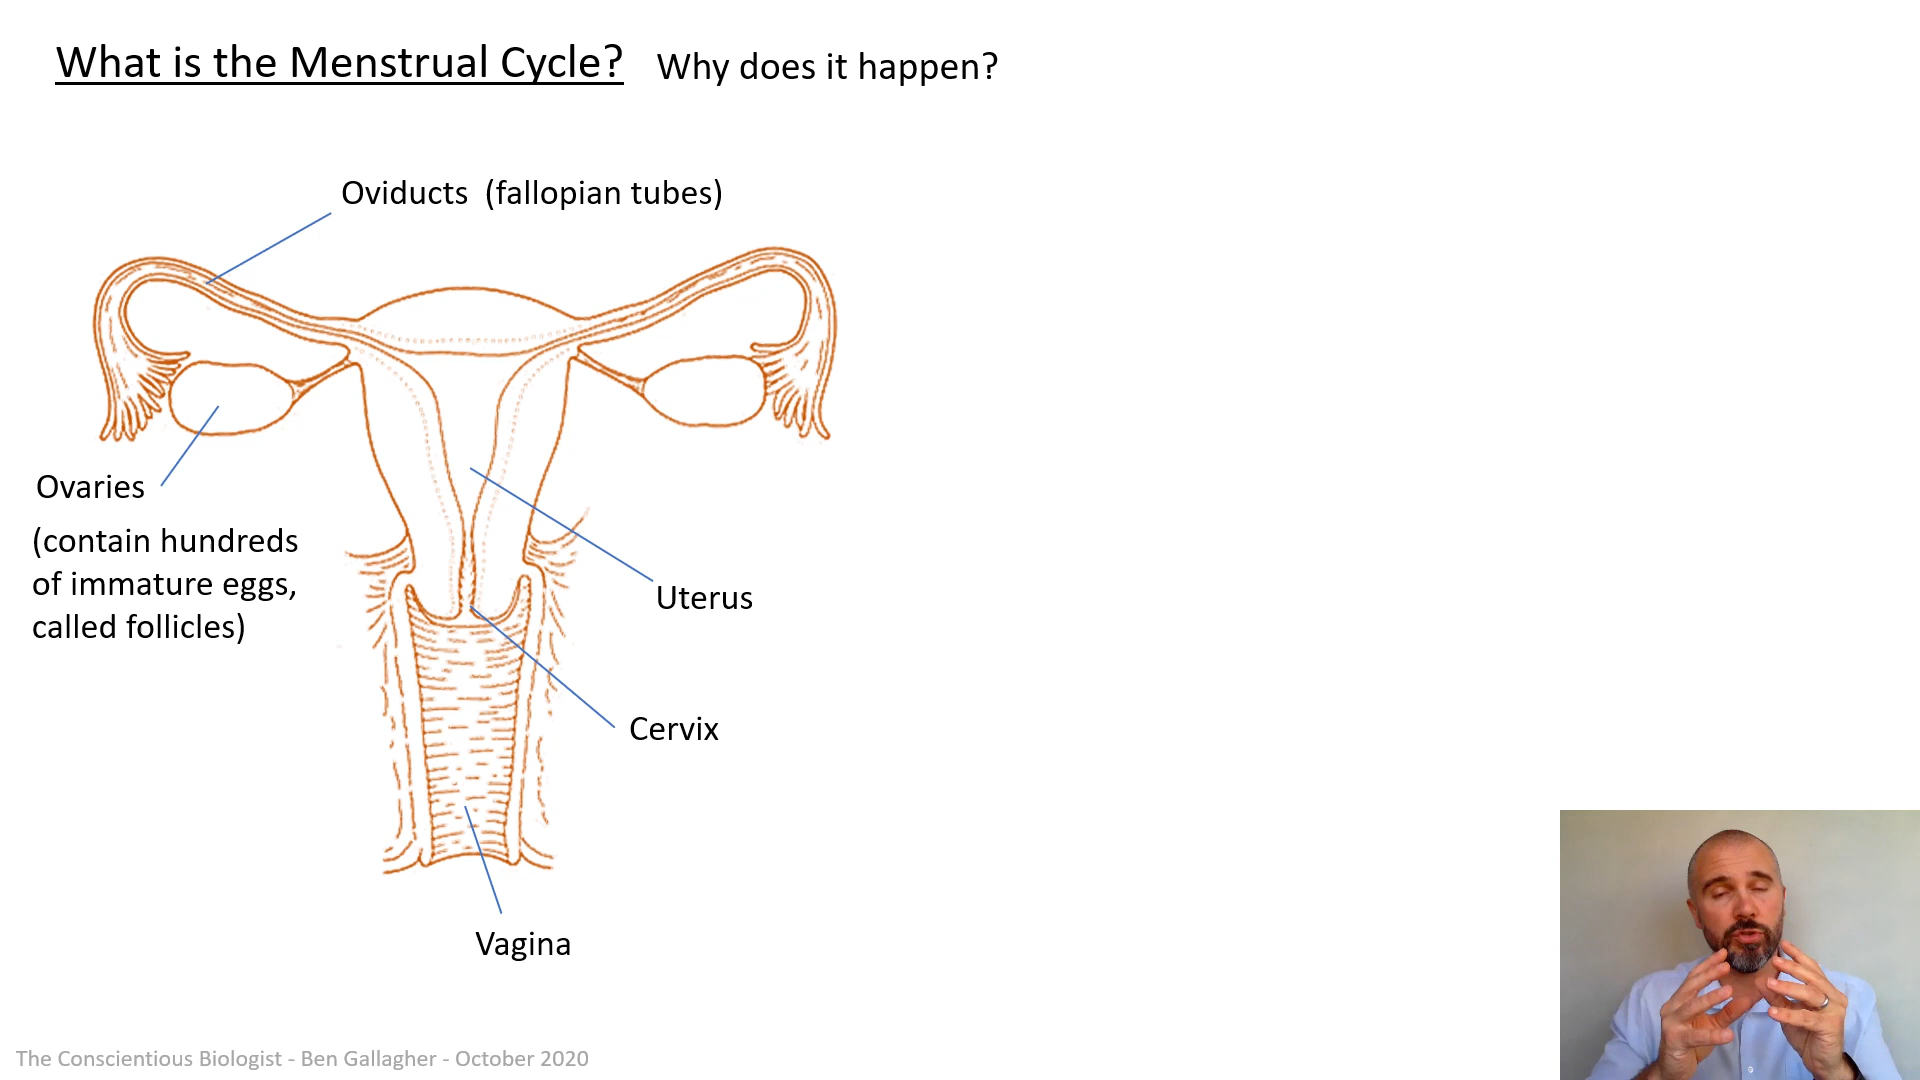 What is the Menstrual Cycle? Why does it happen?
Oviducts (fallopian tubes)
Ovaries
(contain hundreds
of immature eggs,
called follicles)
Uterus
Cervix
Vagina
The Conscientious Biologist - Ben Gallagher - October 2020